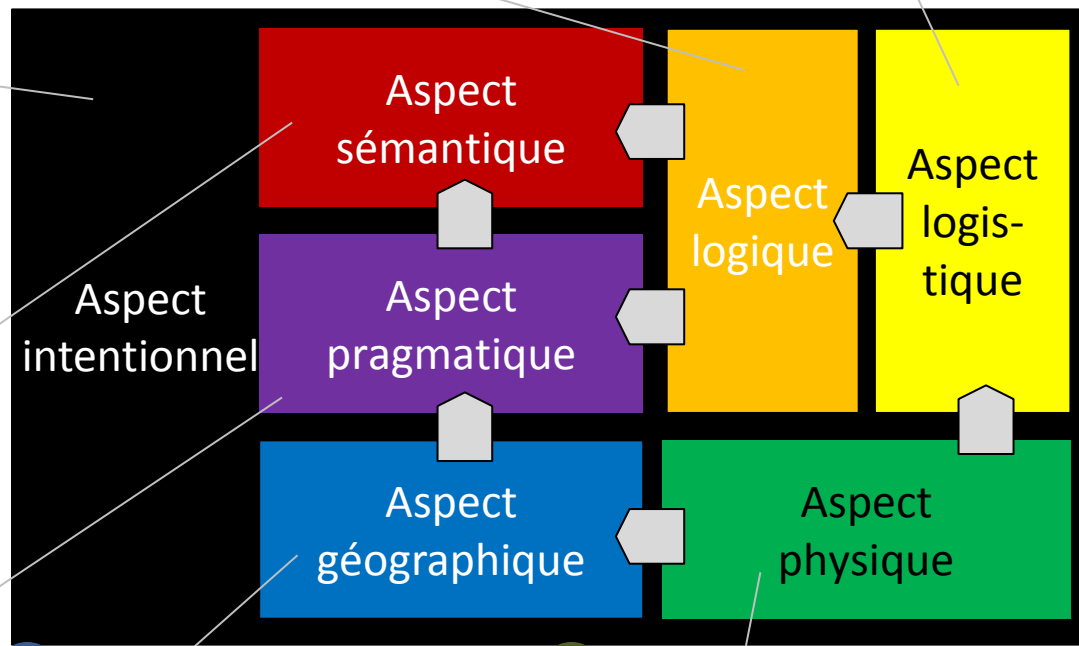 Aspect
sémantique
Aspect
logique
Aspect
logis-
tique
Aspect
intentionnel
Aspect
pragmatique
Aspect
géographique
Aspect
physique